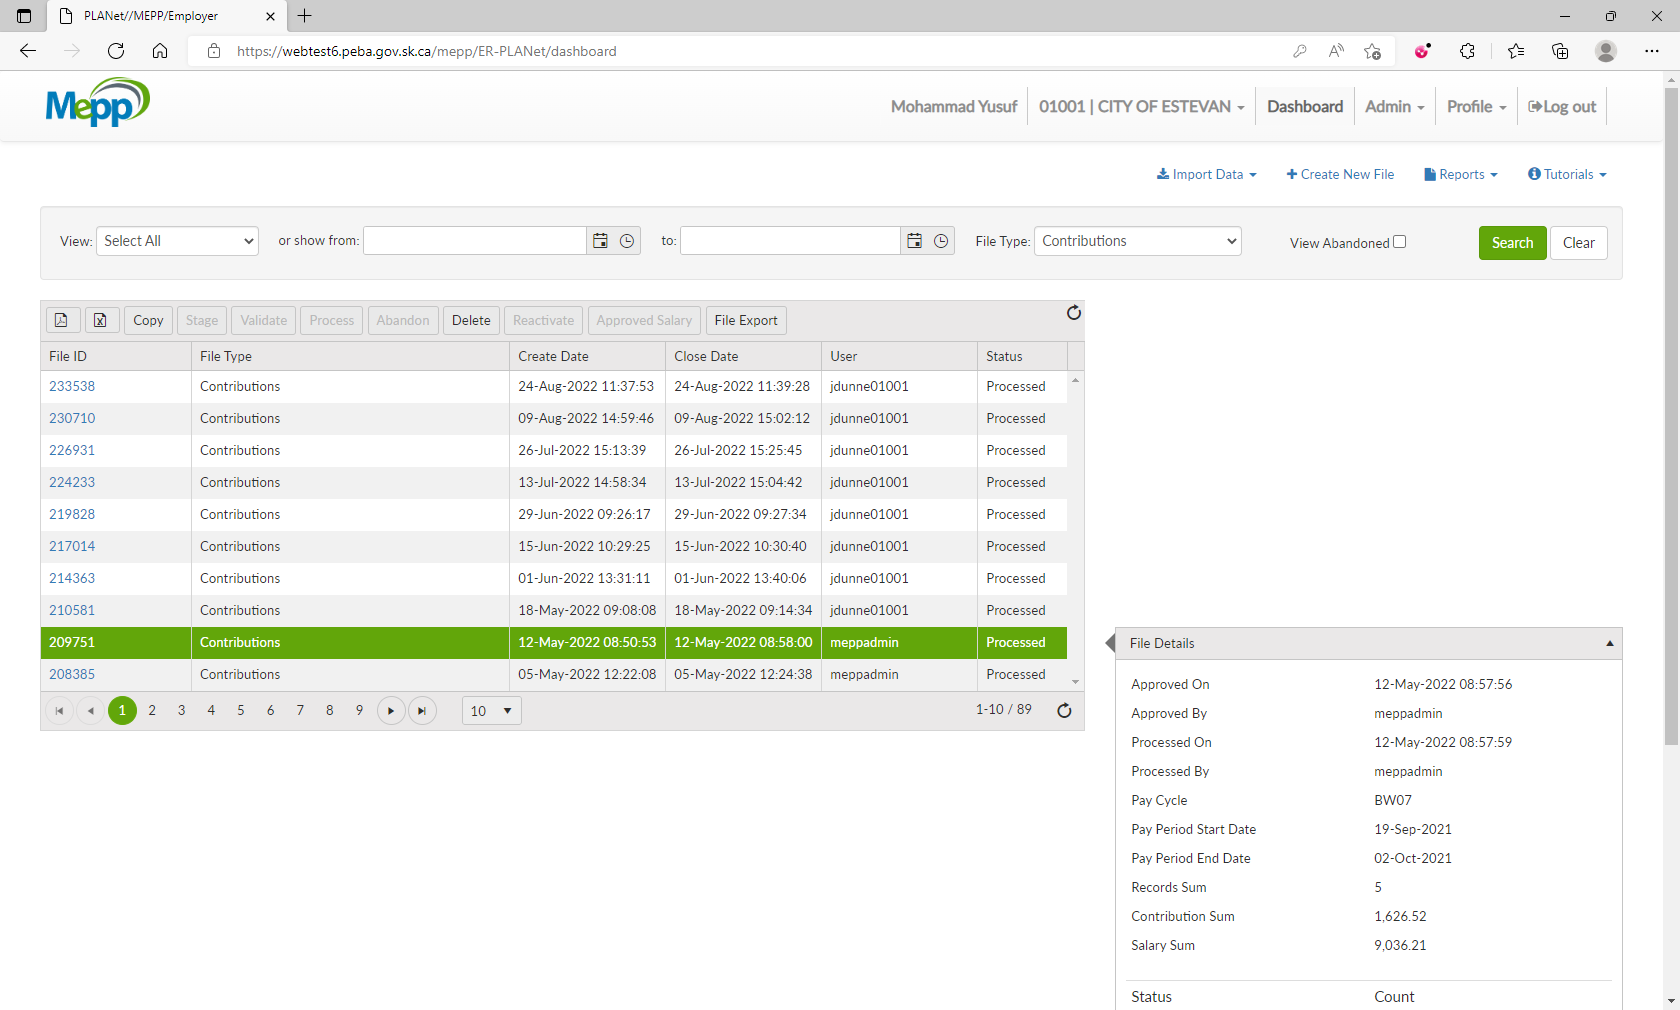 PLANet//MEPP/Employer
https://webtest6.peba.gov.sk.ca/mepp/ER-PLANet/dashboard
Mepp
Mohammad Yusuf 01001 | CITY OF ESTEVAN Dashboard Admin Profile Log out
Import Data Create New File Reports Tutorials
View: Select All or show from: to: File Type: Contributions View Abandoned Search Clear
Copy Stage Validate Process Abandon Delete Reactivate Approved Salary File Export
File ID File Type Create Date Close Date User Status
233538 Contributions 24-Aug-2022 11:37:53 24-Aug-2022 11:39:28 jdunne01001 Processed
230710 Contributions 09-Aug-2022 14:59:46 09-Aug-2022 15:02:12 jdunne01001 Processed
226931 Contributions 26-Jul-2022 15:13:39 26-Jul-2022 15:25:45 jdunne01001 Processed
224233 Contributions 13-Jul-2022 14:58:34 13-Jul-2022 15:04:42 jdunne01001 Processed
219828 Contributions 29-Jun-2022 09:26:17 29-Jun-2022 09:27:34 jdunne01001 Processed
217014 Contributions 15-Jun-2022 10:29:25 15-Jun-2022 10:30:40 jdunne01001 Processed
214363 Contributions 01-Jun-2022 13:31:11 01-Jun-2022 13:40:06 jdunne01001 Processed
210581 Contributions 18-May-2022 09:08:08 18-May-2022 09:14:34 jdunne01001 Processed
209751 Contributions 12-May-2022 08:50:53 12-May-2022 08:58:00 meppadmin Processed
208385 Contributions 05-May-2022 12:22:08 05-May-2022 12:24:38 meppadmin Processed
1 2 3 4 5 6 7 8 9 10 1-10 / 89
File Details
Approved On 12-May-2022 08:57:56
Approved By meppadmin
Processed On 12-May-2022 08:57:59
Processed By meppadmin
Pay Cycle BW07
Pay Period Start Date 19-Sep-2021
Pay Period End Date 02-Oct-2021
Records Sum 5
Contribution Sum 1,626.52
Salary Sum 9,036.21
Status Count